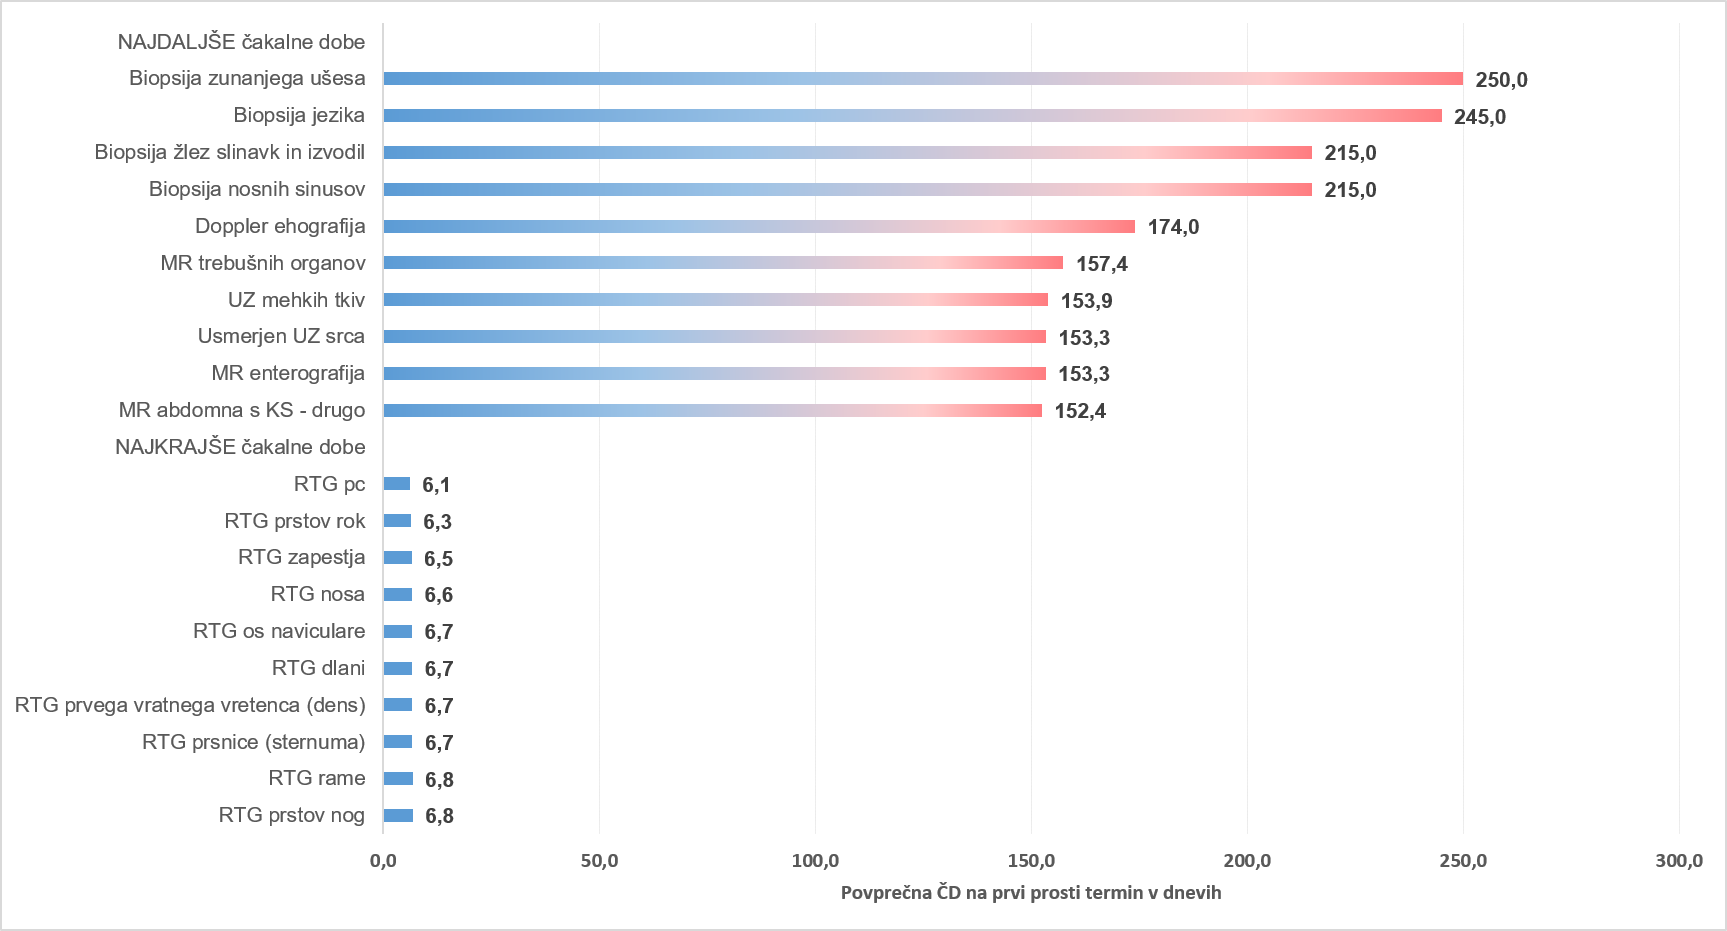 NAJDALJŠE čakalne dobe
Biopsija zunanjega ušesa 250,0
Biopsija jezika 245,0
Biopsija žlez slinavk in izvodil 215,0
Biopsija nosnih sinusov 215,0
Doppler ehografija 174,0
MR trebušnih organov 157,4
UZ mehkih tkiv 153,9
Usmerjen UZ srca 153,3
MR enterografija 153,3
MR abdomna s KS - drugo 152,4
NAJKRAJŠE čakalne dobe
RTG pc 6,1
RTG prstov rok 6,3
RTG zapestja 6,5
RTG nosa 6,6
RTG os naviculare 6,7
RTG dlani 6,7
RTG prvega vratnega vretenca (dens) 6,7
RTG prsnice (sternuma) 6,7
RTG rame 6,8
RTG prstov nog 6,8
0,0 50,0 100,0 150,0 200,0 250,0 300,0
Povprečna ČD na prvi prosti termin v dnevih